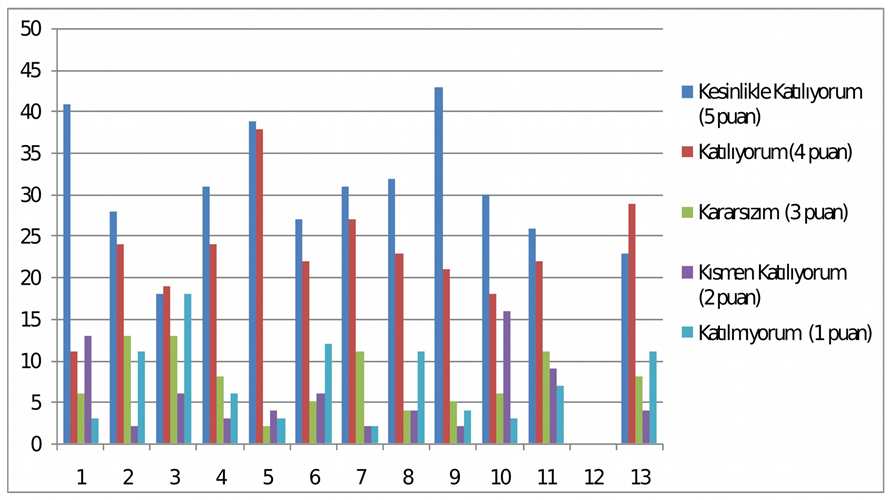 50
45
40
35
30
25
20
15
10
5
0
1 2 3 4 5 6 7 8 9 10 11 12 13
Kesinlikle Katılıyorum
(5 puan)
Katılıyorum (4 puan)
Kararsızım (3 puan)
Kısmen Katılıyorum
(2 puan)
Katılmıyorum (1 puan)